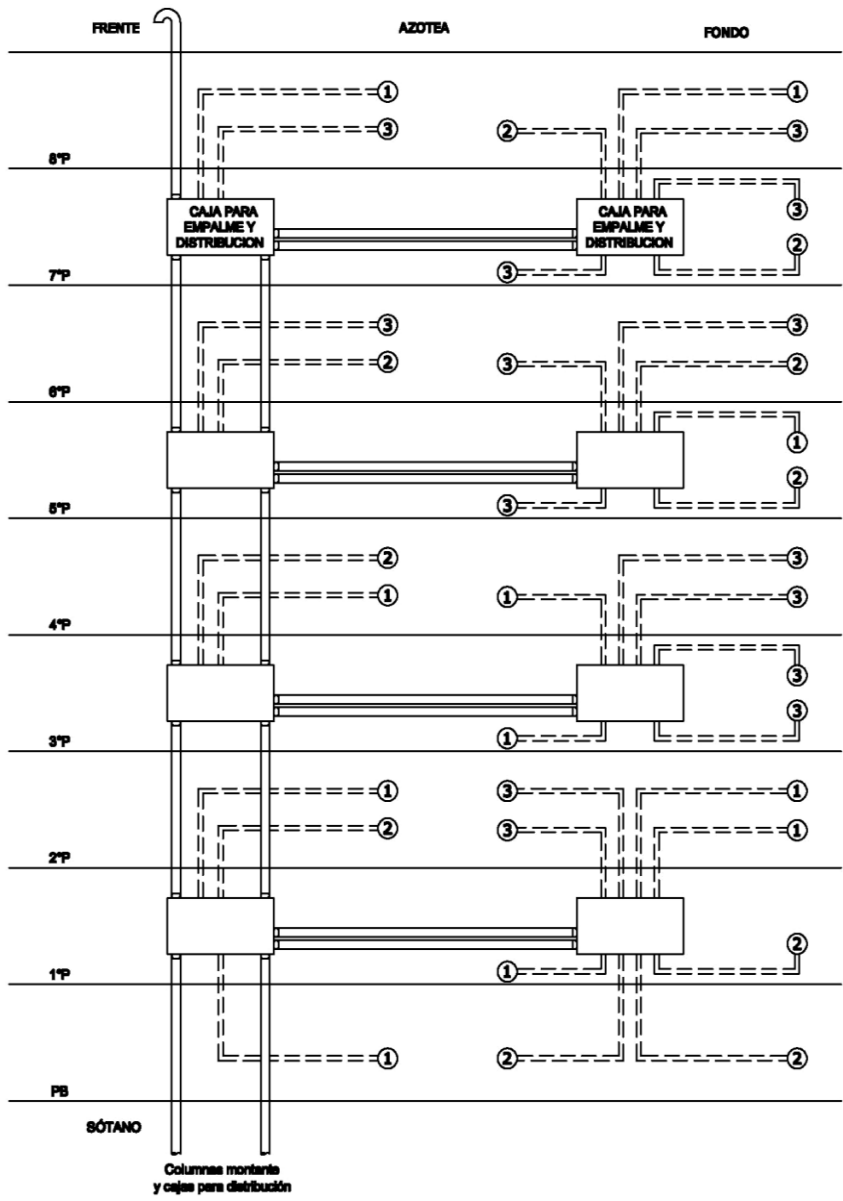 FRENTE AZOTEA FONDO
1 1
3 2 3
8°P
CAJA PARA
EMPALME Y
DISTRIBUCION
CAJA PARA
EMPALME Y
DISTRIBUCION
3
2
3
7°P
3 3
3 2
6°P
1
2
3
5°P
2 3
1 1 3
4°P
3
3
1
3°P
1 3 1
2 3 1
2°P
2
1
1°P
1 2 2
PB
SÓTANO
Columnas montante
y cajas para distribución